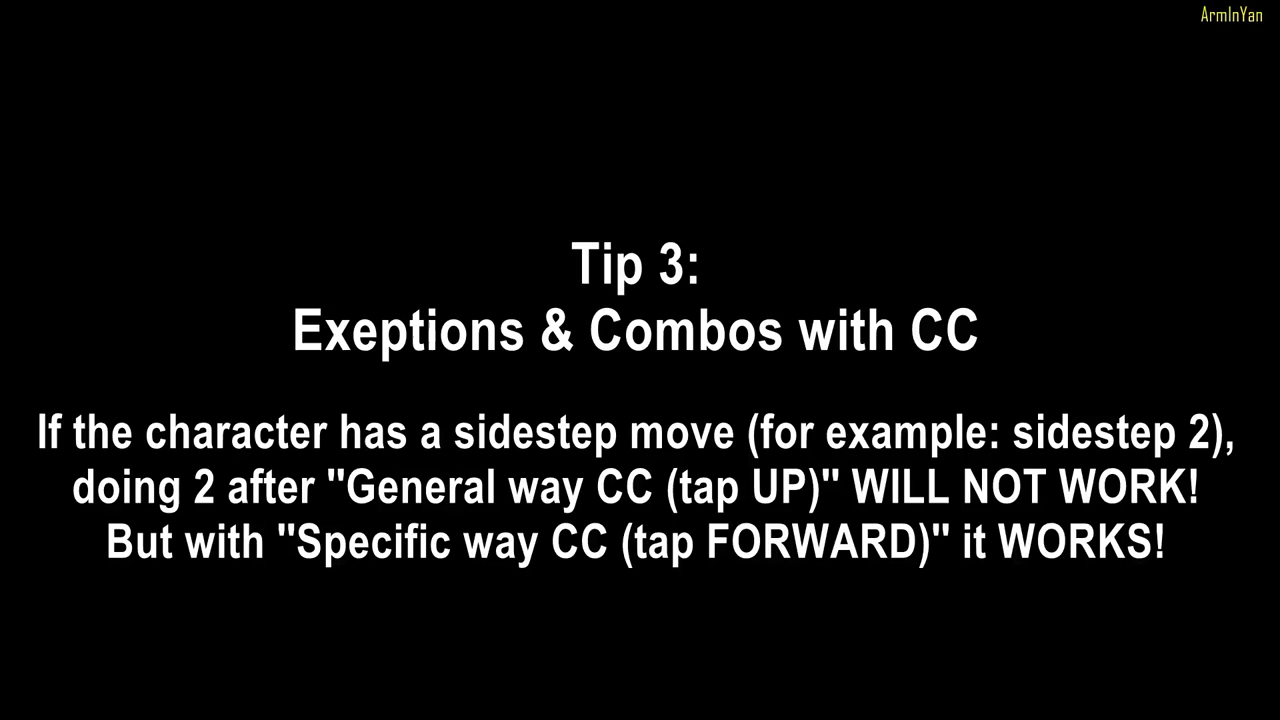 ArmInYan
Tip 3:
Exeptions & Combos with CC
If the character has a sidestep move (for example: sidestep 2),
doing 2 after "General way CC (tap UP)" WILL NOT WORK!
But with "Specific way CC (tap FORWARD)" it WORKS!